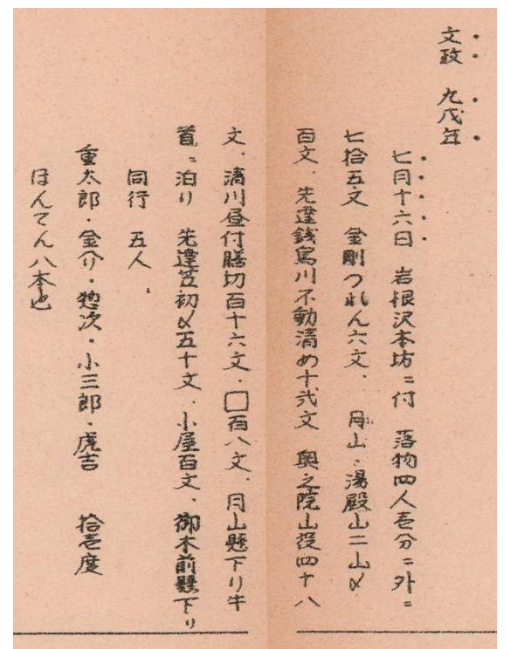 文政 九戌年
七月十六日 岩根沢本坊ニ付 落物四人壱分ニ外ニ
七拾五文 金剛つれん六文、月山・湯殿山二山〆
百文、先達銭烏川不動清め十弐文 奥之院山役四十八
文、清川昼付膳切百十六文、□百八文、月山懸下り牛
首ニ泊り 先達笠初〆五十文、小屋百文、御本前懸下り
同行 五人、
重太郎・金介・惣次・小三郎・虎吉 拾壱度
ほんてん八本也